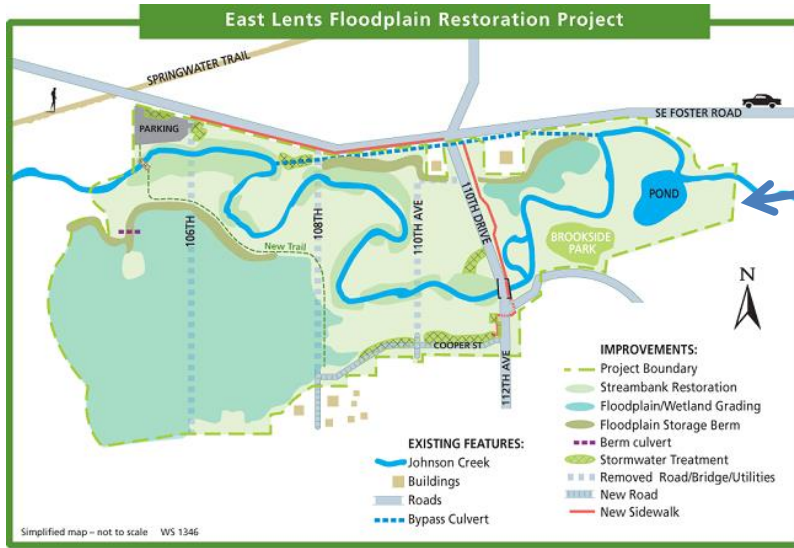 East Lents Floodplain Restoration Project
SPRINGWATER TRAIL
SE FOSTER ROAD
PARKING
POND
106TH
108TH
110TH AVE
110TH DRIVE
BROOKSIDE
PARK
New Trail
N
COOPER ST
112TH AVE
IMPROVEMENTS:
Project Boundary
Streambank Restoration
Floodplain/Wetland Grading
Floodplain Storage Berm
Berm culvert
Stormwater Treatment
Removed Road/Bridge/Utilities
New Road
New Sidewalk
EXISTING FEATURES:
Johnson Creek
Buildings
Roads
Bypass Culvert
Simplified map – not to scale WS 1346